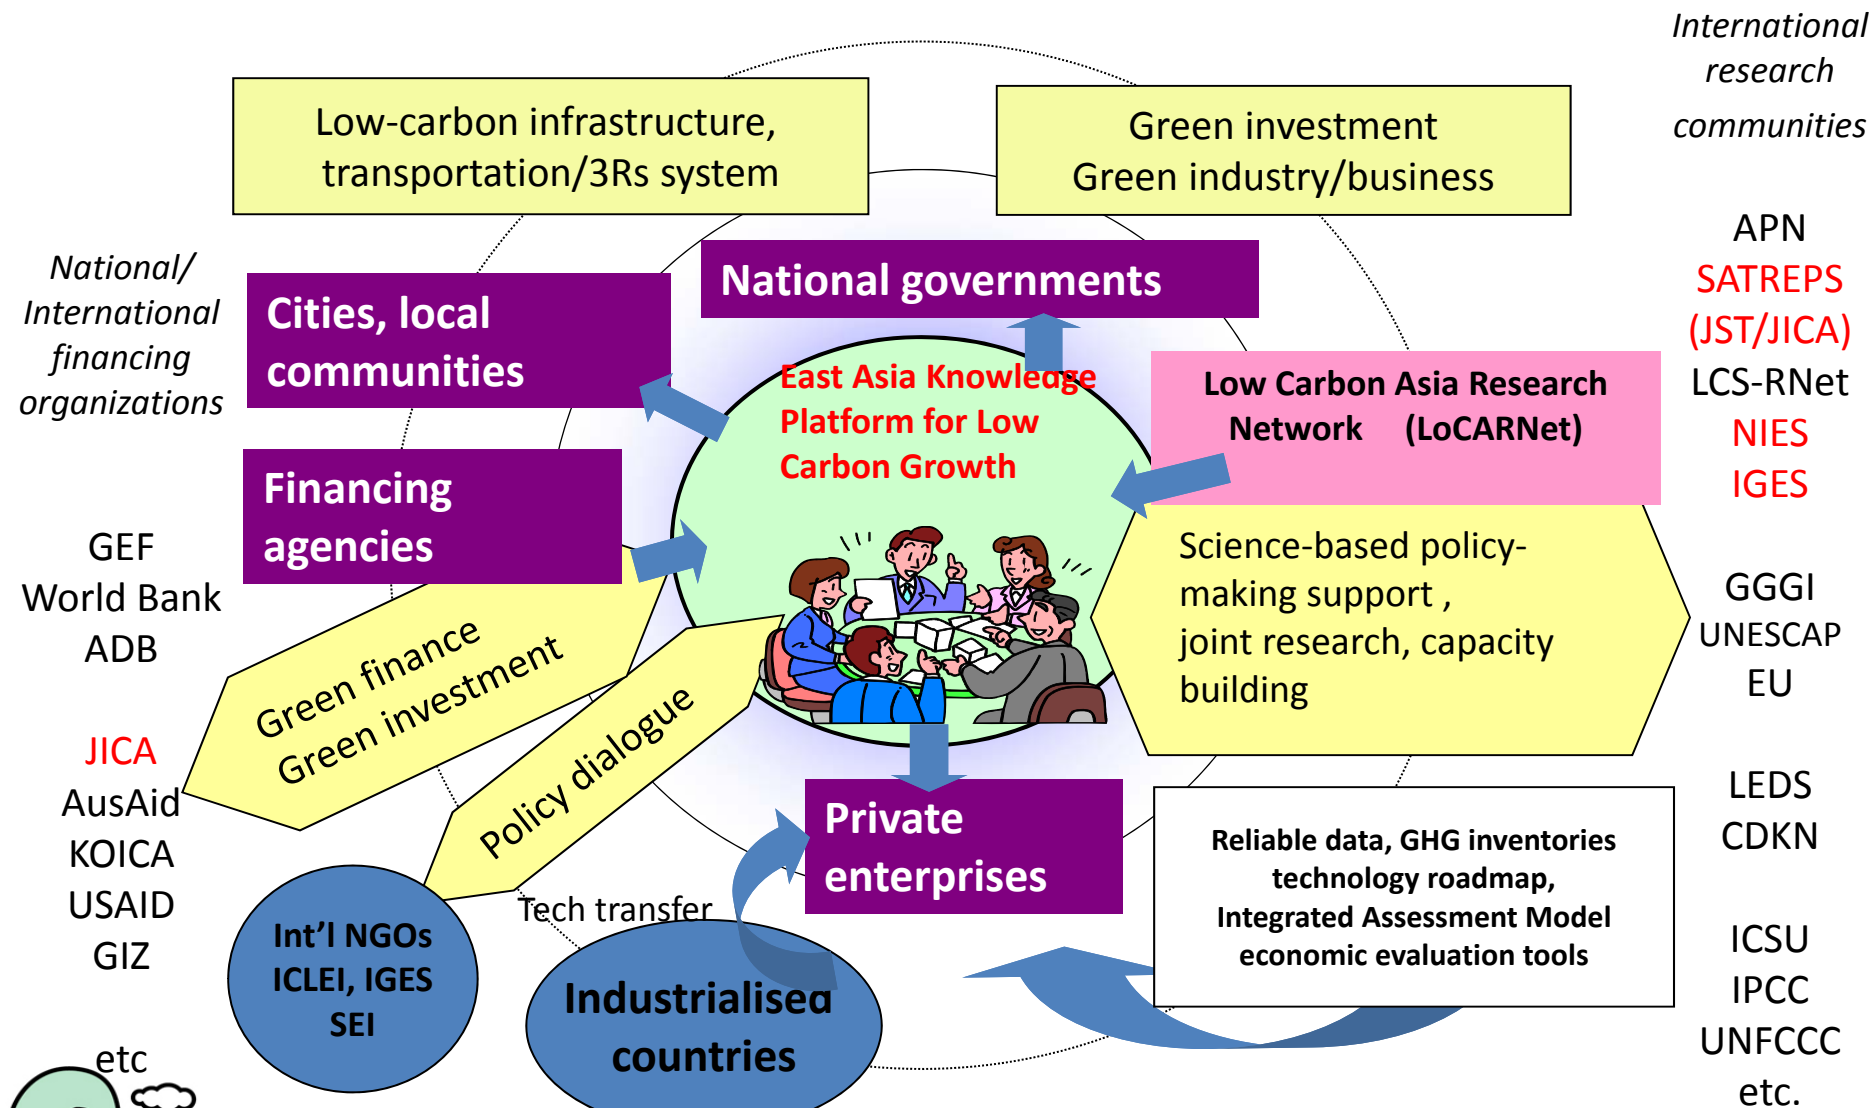 Low-carbon infrastructure,
transportation/3Rs system
Green investment
Green industry/business
International
research
communities
National/
International
financing
organizations
Cities, local
communities
National governments
Financing
agencies
East Asia Knowledge
Platform for Low
Carbon Growth
Low Carbon Asia Research
Network (LoCARNet)
Science-based policy-
making support ,
joint research, capacity
building
Green finance
Green investment
Policy dialogue
Private
enterprises
Tech transfer
Int'l NGOs
ICLEI, IGES
SEI
Industrialised
countries
Reliable data, GHG inventories
technology roadmap,
Integrated Assessment Model
economic evaluation tools
GEF
World Bank
ADB
JICA
AusAid
KOICA
USAID
GIZ
etc
APN
SATREPS
(JST/JICA)
LCS-RNet
NIES
IGES
GGGI
UNESCAP
EU
LEDS
CDKN
ICSU
IPCC
UNFCCC
etc.